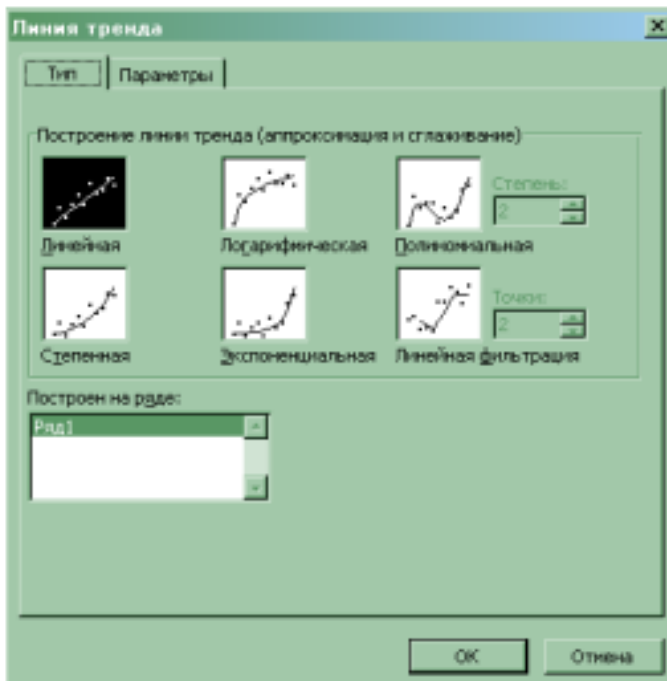 Линия тренда
Тип Параметры
Построение линии тренда (аппроксимация и сглаживание)
Линейная Логарифмическая Полиномиальная
Степень:
2
Степенная Экспоненциальная Линейная фильтрация
Точки:
2
Построен на ряде:
Ряд1
ОК Отмена